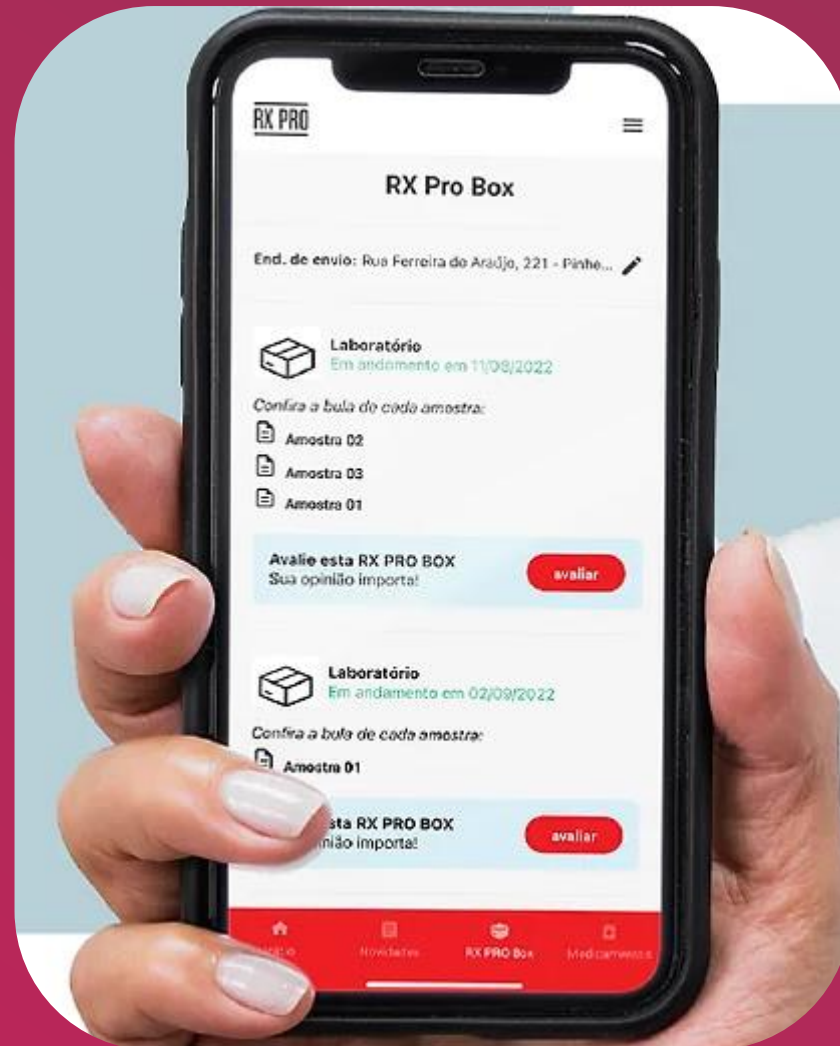 RX PRO
RX Pro Box
End. de envio: Rua Ferreira de Araújo, 221 - Pinhe...
Laboratório
Em andamento em 11/08/2022
Confira a bula de cada amostra:
Amostra 02
Amostra 03
Amostra 01
Avalie esta RX PRO BOX
Sua opinião importa!
avaliar
Laboratório
Em andamento em 02/09/2022
Confira a bula de cada amostra:
Amostra 01
sta RX PRO BOX
nião importa!
avaliar
Início
Novidades
RX PRO Box
Medicamentos